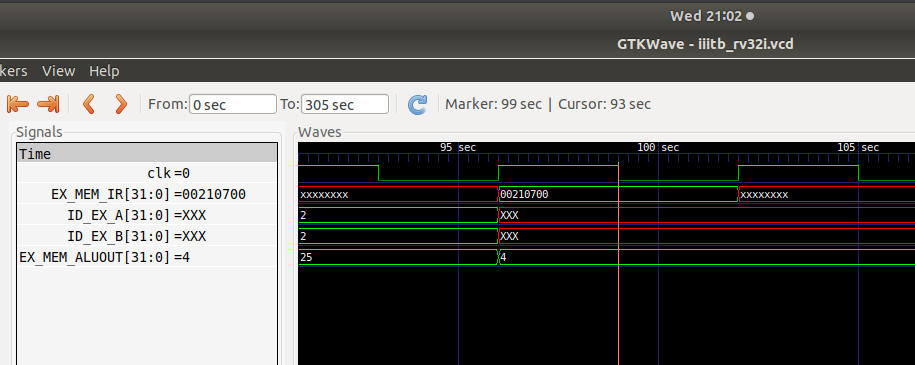 Wed 21:02
GTKWave - iiitb_rv32i.vcd
kers View Help
From: 0 sec To: 305 sec Marker: 99 sec | Cursor: 93 sec
Signals Waves
Time 95 sec 100 sec 105 sec
clk =0
EX_MEM_IR[31:0] =00210700 xxxxxxxx 00210700 xxxxxxxx
ID_EX_A[31:0] =XXX 2 XXX
ID_EX_B[31:0] =XXX 2 XXX
EX_MEM_ALUOUT[31:0] =4 25 4